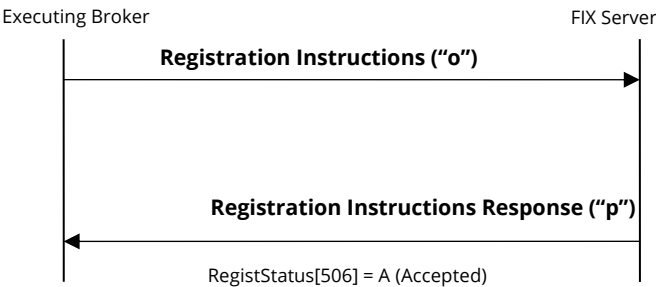 Executing Broker
FIX Server
Registration Instructions (“o”)
Registration Instructions Response (“p”)
RegistStatus[506] = A (Accepted)